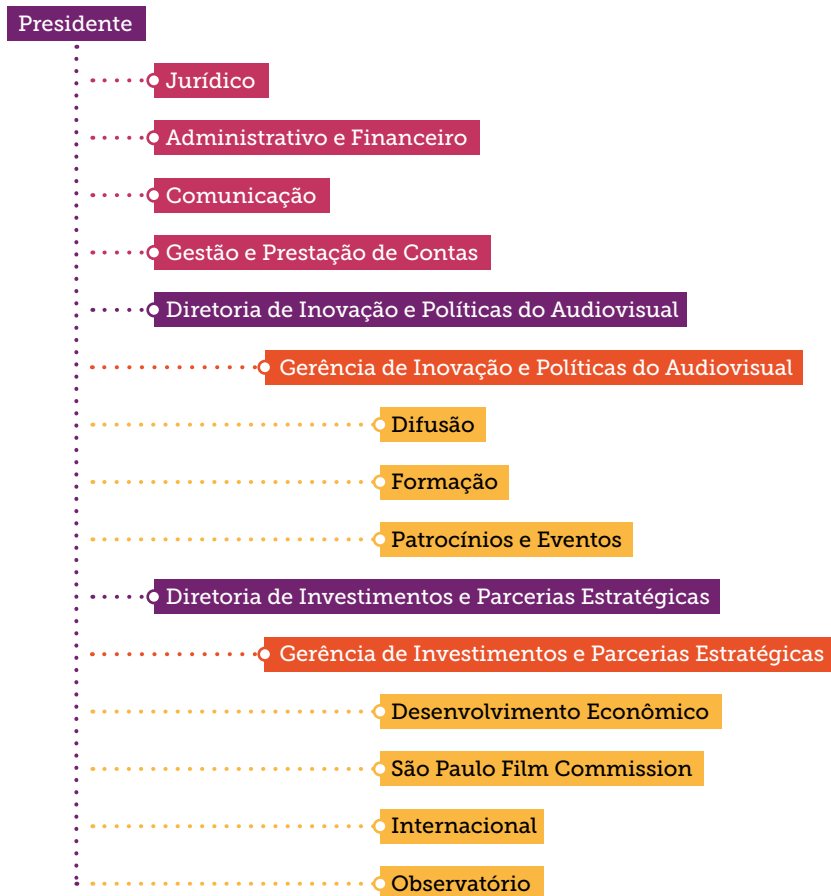 Presidente
Jurídico
Administrativo e Financeiro
Comunicação
Gestão e Prestação de Contas
Diretoria de Inovação e Políticas do Audiovisual
Gerência de Inovação e Políticas do Audiovisual
Difusão
Formação
Patrocínios e Eventos
Diretoria de Investimentos e Parcerias Estratégicas
Gerência de Investimentos e Parcerias Estratégicas
Desenvolvimento Econômico
São Paulo Film Commission
Internacional
Observatório